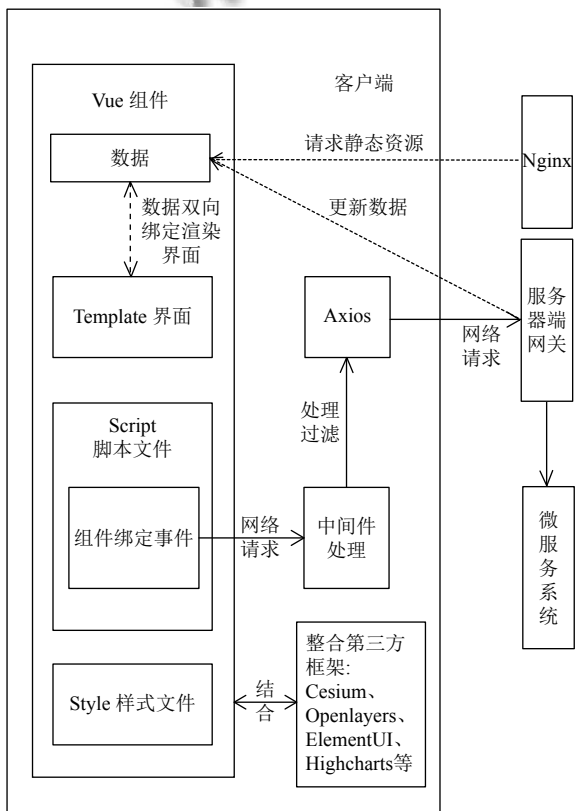 客户端
Vue 组件
数据
数据双向
绑定渲染
界面
Template 界面
Script
脚本文件
组件绑定事件
Style 样式文件
请求静态资源
Nginx
更新数据
Axios
网络
请求
服务
器端
网关
处理
过滤
网络
请求
中间件
处理
微
服
务
系
统
结
合
整合第三方
框架:
Cesium、
Openlayers、
ElementUI、
Highcharts等